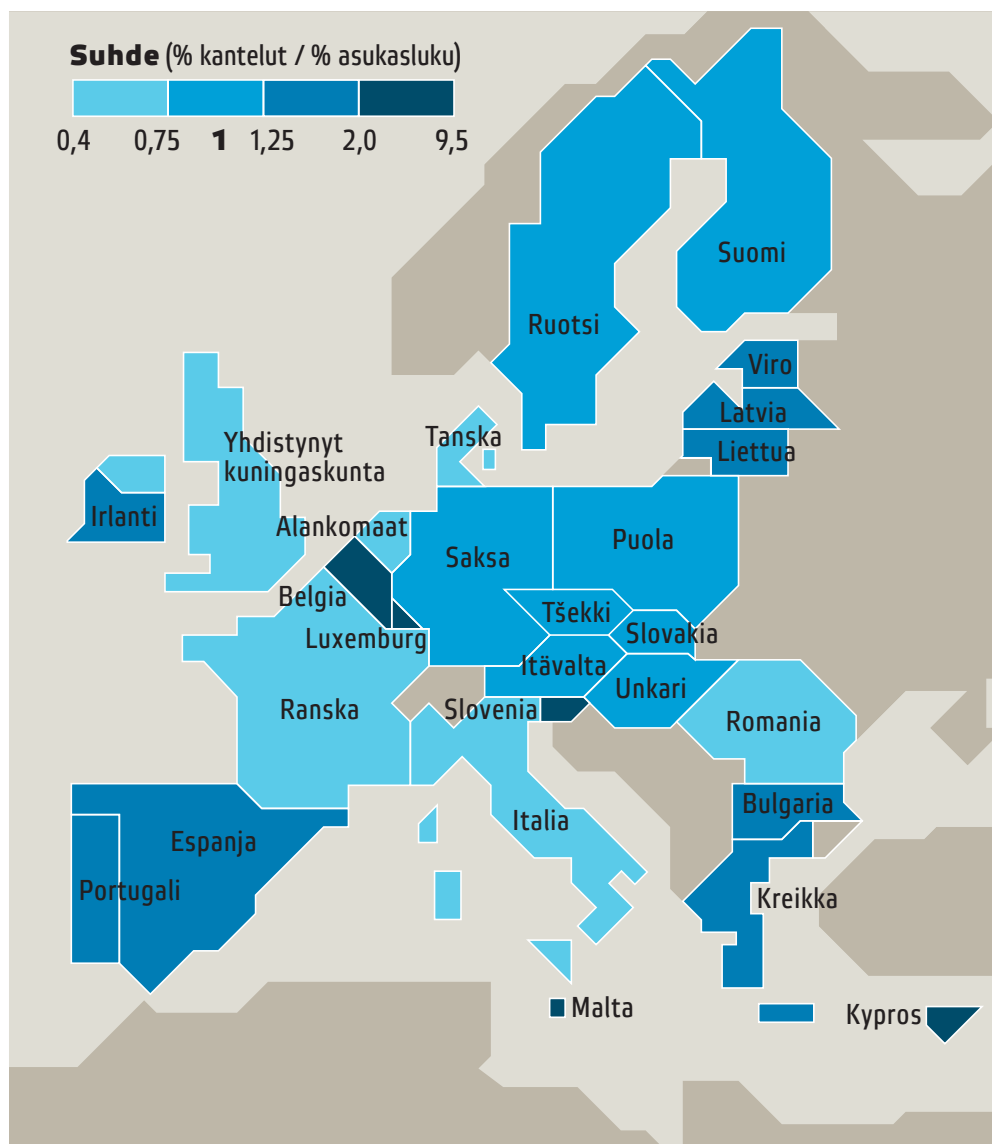 Suhde (% kantelut / % asukasluku)
0,4 0,75 1 1,25 2,0 9,5
Suomi
Ruotsi
Viro
Latvia
Liettua
Tanska
Yhdistynyt
kuningaskunta
Irlanti
Alankomaat
Saksa
Puola
Belgia
Tšekki
Luxemburg
Slovakia
Itävalta
Unkari
Ranska
Slovenia
Romania
Bulgaria
Italia
Espanja
Portugali
Kreikka
Malta
Kypros